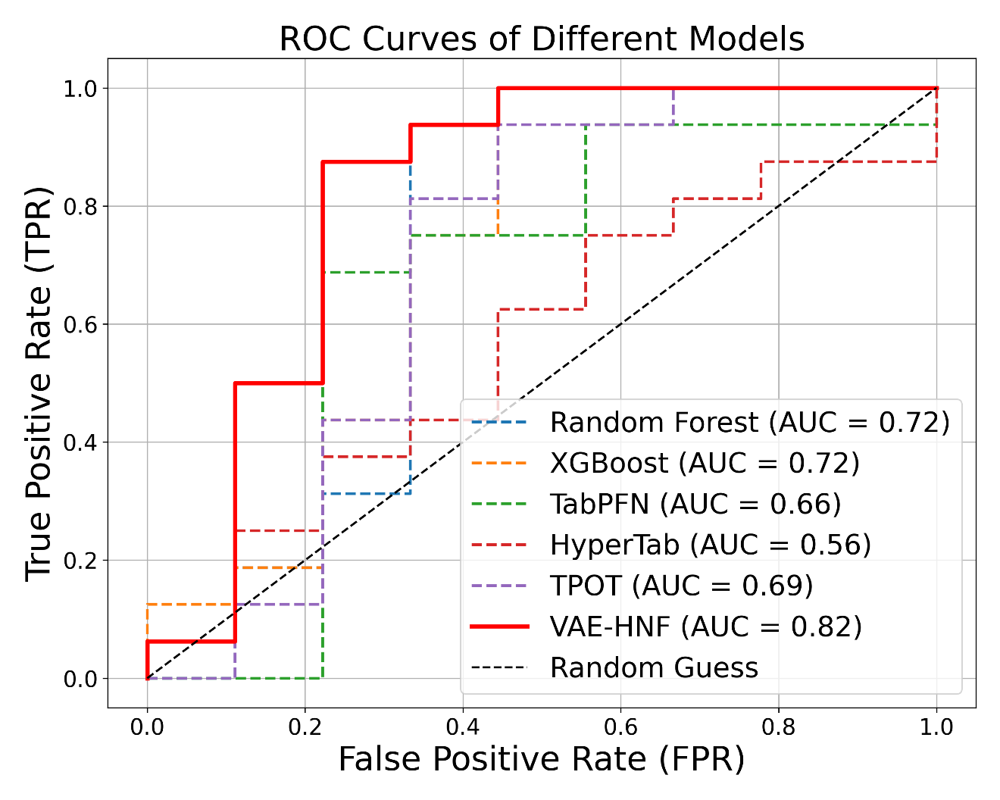 ROC Curves of Different Models
True Positive Rate (TPR)
1.0
0.8
0.6
0.4
0.2
0.0
Random Forest (AUC = 0.72)
XGBoost (AUC = 0.72)
TabPFN (AUC = 0.66)
HyperTab (AUC = 0.56)
TPOT (AUC = 0.69)
VAE-HNF (AUC = 0.82)
Random Guess
0.0 0.2 0.4 0.6 0.8 1.0
False Positive Rate (FPR)